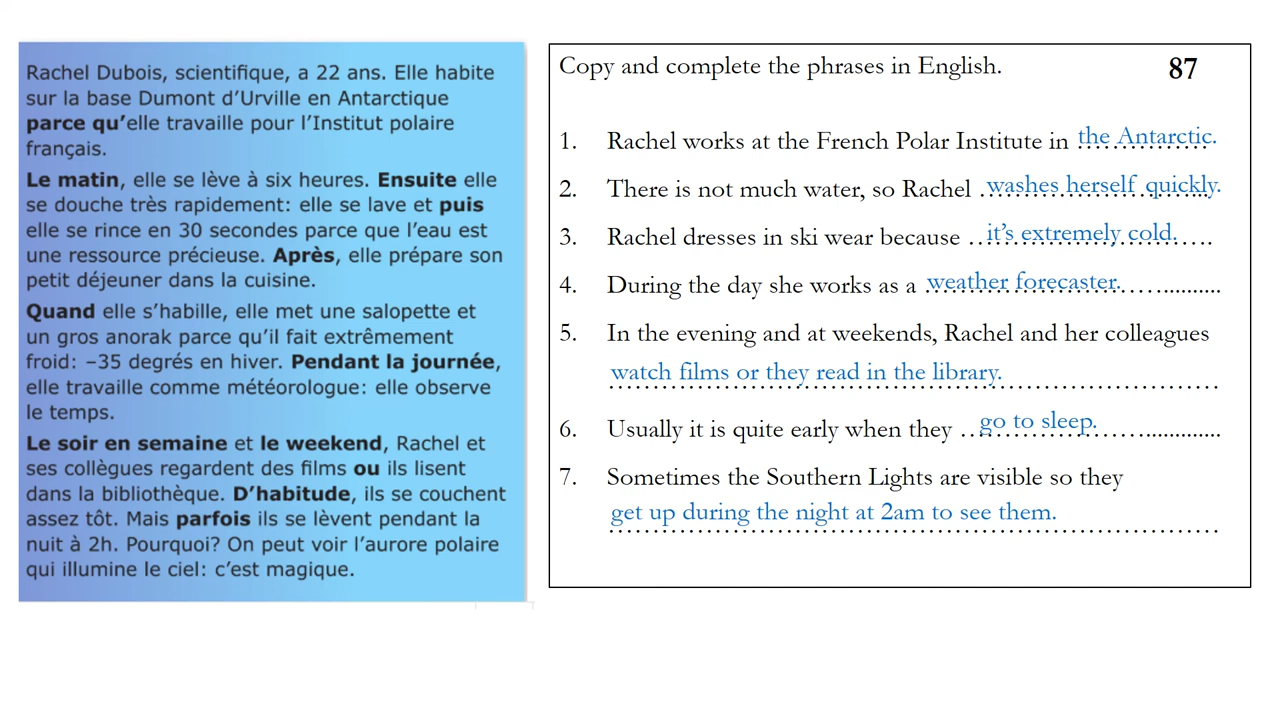 Rachel Dubois, scientifique, a 22 ans. Elle habite
sur la base Dumont d’Urville en Antarctique
parce qu’elle travaille pour l’Institut polaire
français.
Le matin, elle se lève à six heures. Ensuite elle
se douche très rapidement: elle se lave et puis
elle se rince en 30 secondes parce que l’eau est
une ressource précieuse. Après, elle prépare son
petit déjeuner dans la cuisine.
Quand elle s’habille, elle met une salopette et
un gros anorak parce qu’il fait extrêmement
froid: –35 degrés en hiver. Pendant la journée,
elle travaille comme météorologue: elle observe
le temps.
Le soir en semaine et le weekend, Rachel et
ses collègues regardent des films ou ils lisent
dans la bibliothèque. D’habitude, ils se couchent
assez tôt. Mais parfois ils se lèvent pendant la
nuit à 2h. Pourquoi? On peut voir l’aurore polaire
qui illumine le ciel: c’est magique.
Copy and complete the phrases in English. 87
1. Rachel works at the French Polar Institute in the Antarctic.
2. There is not much water, so Rachel washes herself quickly.
3. Rachel dresses in ski wear because it’s extremely cold.
4. During the day she works as a weather forecaster.
5. In the evening and at weekends, Rachel and her colleagues
watch films or they read in the library.
6. Usually it is quite early when they go to sleep.
7. Sometimes the Southern Lights are visible so they
get up during the night at 2am to see them.